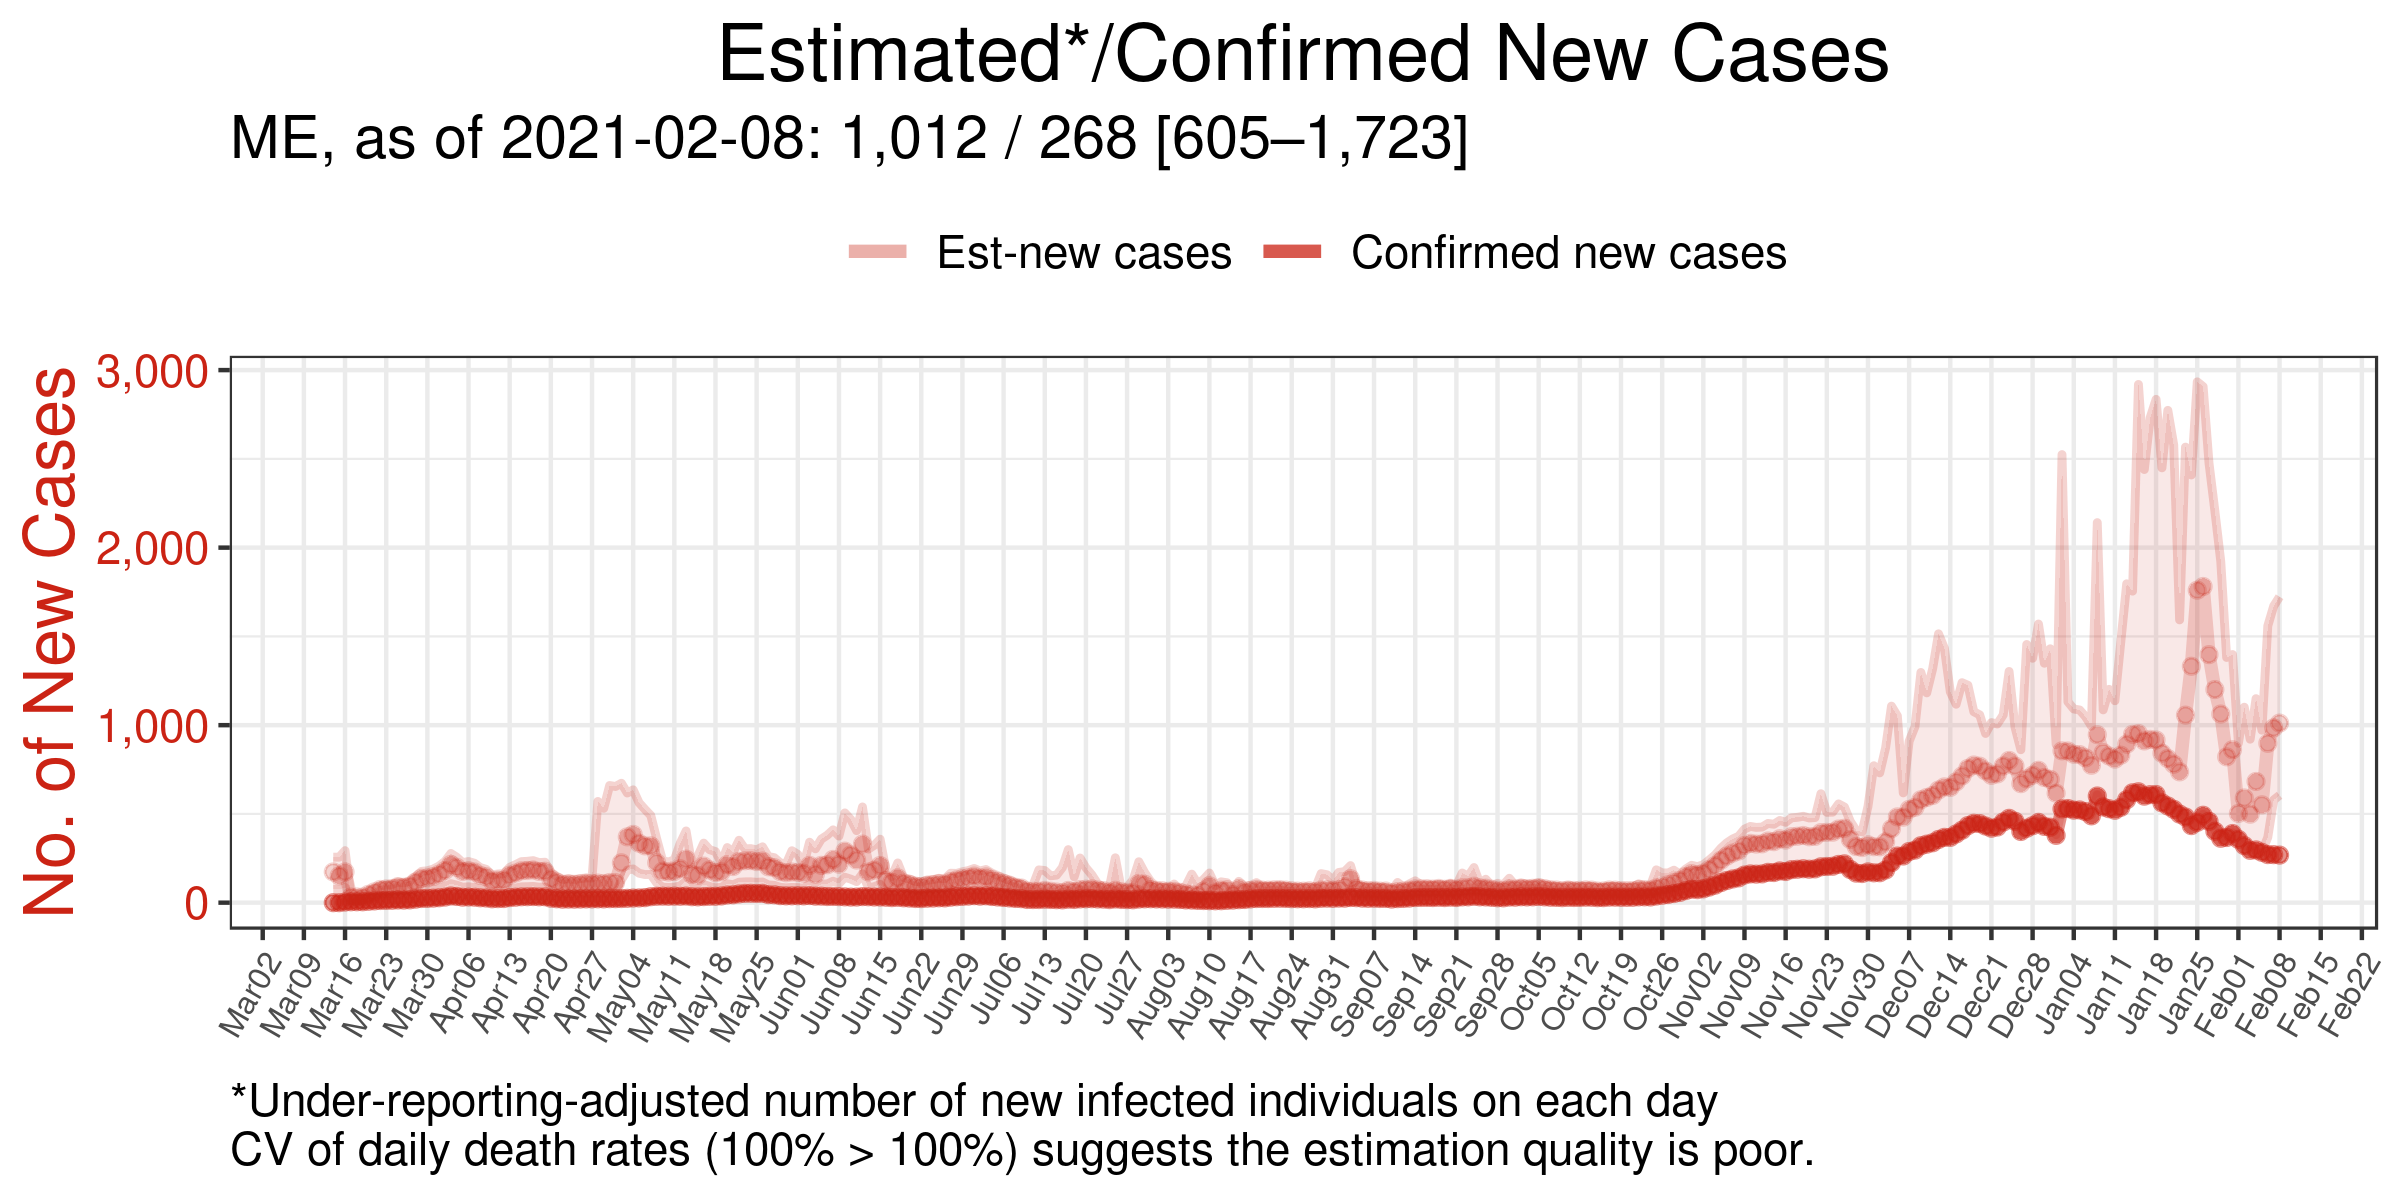 Estimated*/Confirmed New Cases
ME, as of 2021-02-08: 1,012 / 268 [605–1,723]
Est-new cases
Confirmed new cases
No. of New Cases
3,000
2,000
1,000
0
Mar02
Mar09
Mar16
Mar23
Mar30
Apr06
Apr13
Apr20
Apr27
May04
May11
May18
May25
Jun01
Jun08
Jun15
Jun22
Jun29
Jul06
Jul13
Jul20
Jul27
Aug03
Aug10
Aug17
Aug24
Aug31
Sep07
Sep14
Sep21
Sep28
Oct05
Oct12
Oct19
Oct26
Nov02
Nov09
Nov16
Nov23
Nov30
Dec07
Dec14
Dec21
Dec28
Jan04
Jan11
Jan18
Jan25
Feb01
Feb08
Feb15
Feb22
*Under-reporting-adjusted number of new infected individuals on each day
CV of daily death rates (100% > 100%) suggests the estimation quality is poor.